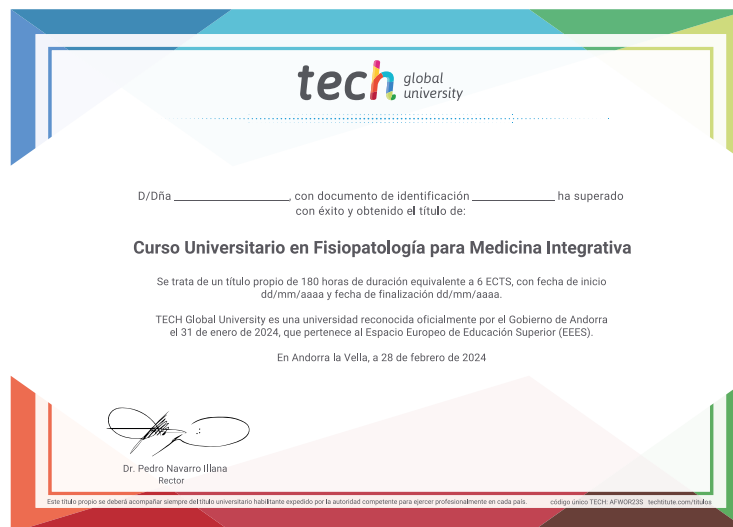 tech global university
D/Dña ____________________, con documento de identificación ______________ ha superado
con éxito y obtenido el título de:
Curso Universitario en Fisiopatología para Medicina Integrativa
Se trata de un título propio de 180 horas de duración equivalente a 6 ECTS, con fecha de inicio
dd/mm/aaaa y fecha de finalización dd/mm/aaaa.
TECH Global University es una universidad reconocida oficialmente por el Gobierno de Andorra
el 31 de enero de 2024, que pertenece al Espacio Europeo de Educación Superior (EEES).
En Andorra la Vella, a 28 de febrero de 2024
Dr. Pedro Navarro Illana
Rector
Este título propio se deberá acompañar siempre del título universitario habilitante expedido por la autoridad competente para ejercer profesionalmente en cada país. código único TECH: AFWOR23S techtitute.com/titulos